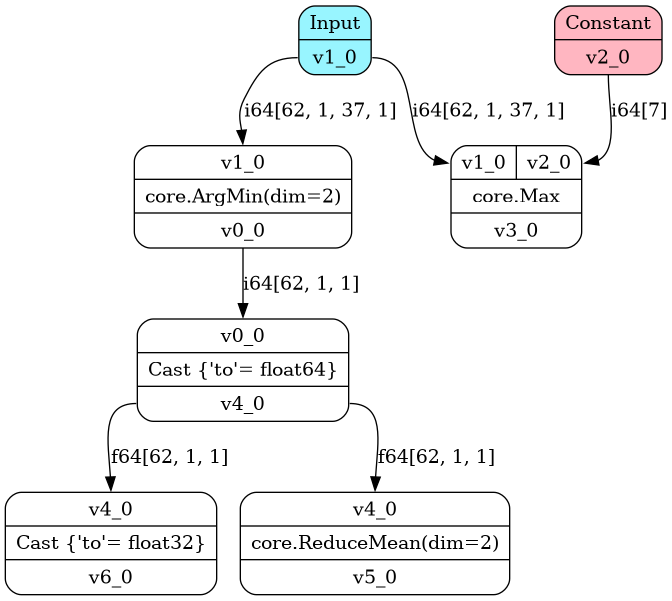 Input
v1_0
Constant
v2_0
i64[62, 1, 37, 1]
i64[62, 1, 37, 1]
i64[7]
v1_0
core.ArgMin(dim=2)
v0_0
v1_0 v2_0
core.Max
v3_0
i64[62, 1, 1]
v0_0
Cast {'to'= float64}
v4_0
f64[62, 1, 1]
f64[62, 1, 1]
v4_0
Cast {'to'= float32}
v6_0
v4_0
core.ReduceMean(dim=2)
v5_0